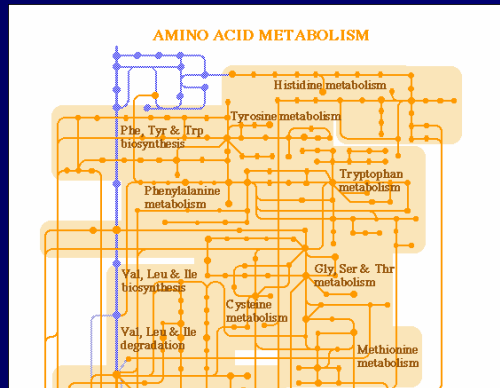 AMINO ACID METABOLISM
Histidine metabolism
Tyrosine metabolism
Phe, Tyr & Trp
biosynthesis
Tryptophan
metabolism
Phenylalanine
metabolism
Val, Leu & Ile
biosynthesis
Gly, Ser & Thr
metabolism
Cysteine
metabolism
Val, Leu & Ile
degradation
Methionine
metabolism